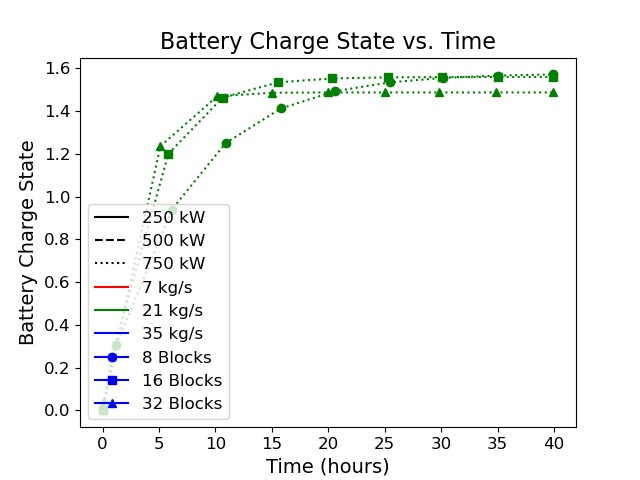 Battery Charge State vs. Time
Battery Charge State
1.6
1.4
1.2
1.0
0.8
0.6
0.4
0.2
0.0
250 kW
500 kW
750 kW
7 kg/s
21 kg/s
35 kg/s
8 Blocks
16 Blocks
32 Blocks
0 5 10 15 20 25 30 35 40
Time (hours)